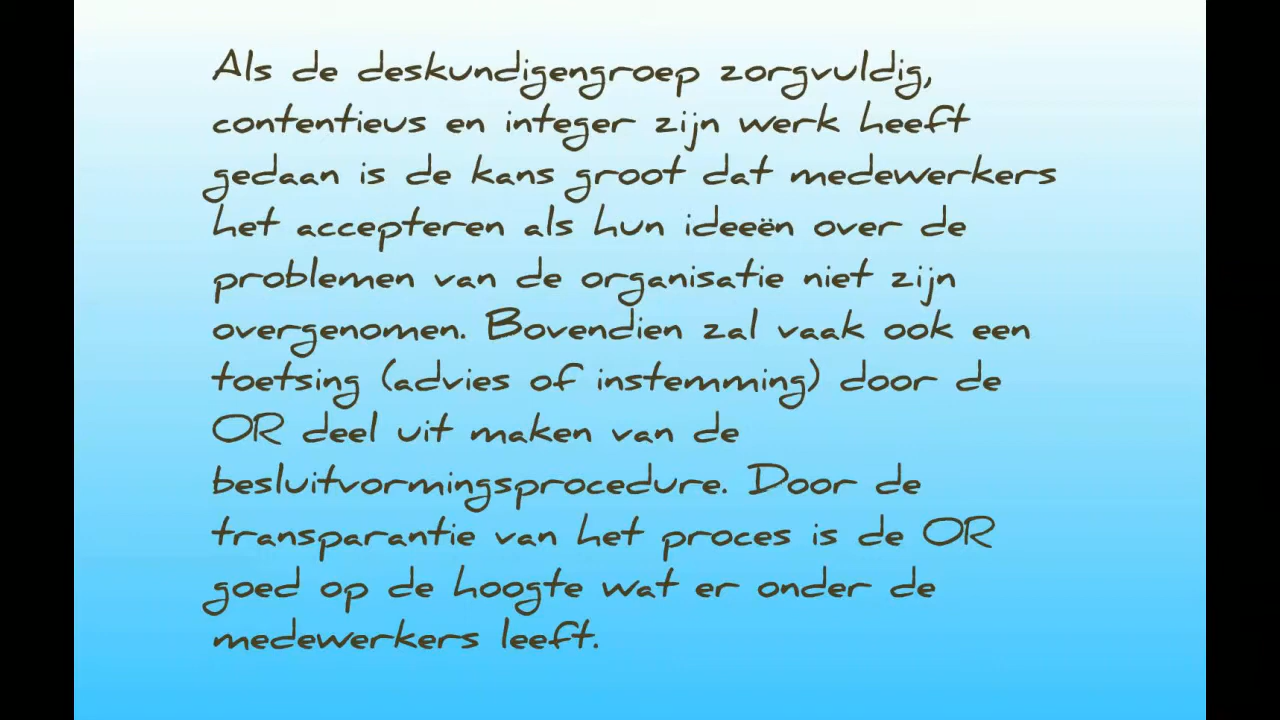 Als de deskundigengroep zorgvuldig,
contentieus en integer zijn werk heeft
gedaan is de kans groot dat medewerkers
het accepteren als hun ideeën over de
problemen van de organisatie niet zijn
overgenomen. Bovendien zal vaak ook een
toetsing (advies of instemming) door de
OR deel uit maken van de
besluitvormingsprocedure. Door de
transparantie van het proces is de OR
goed op de hoogte wat er onder de
medewerkers leeft.